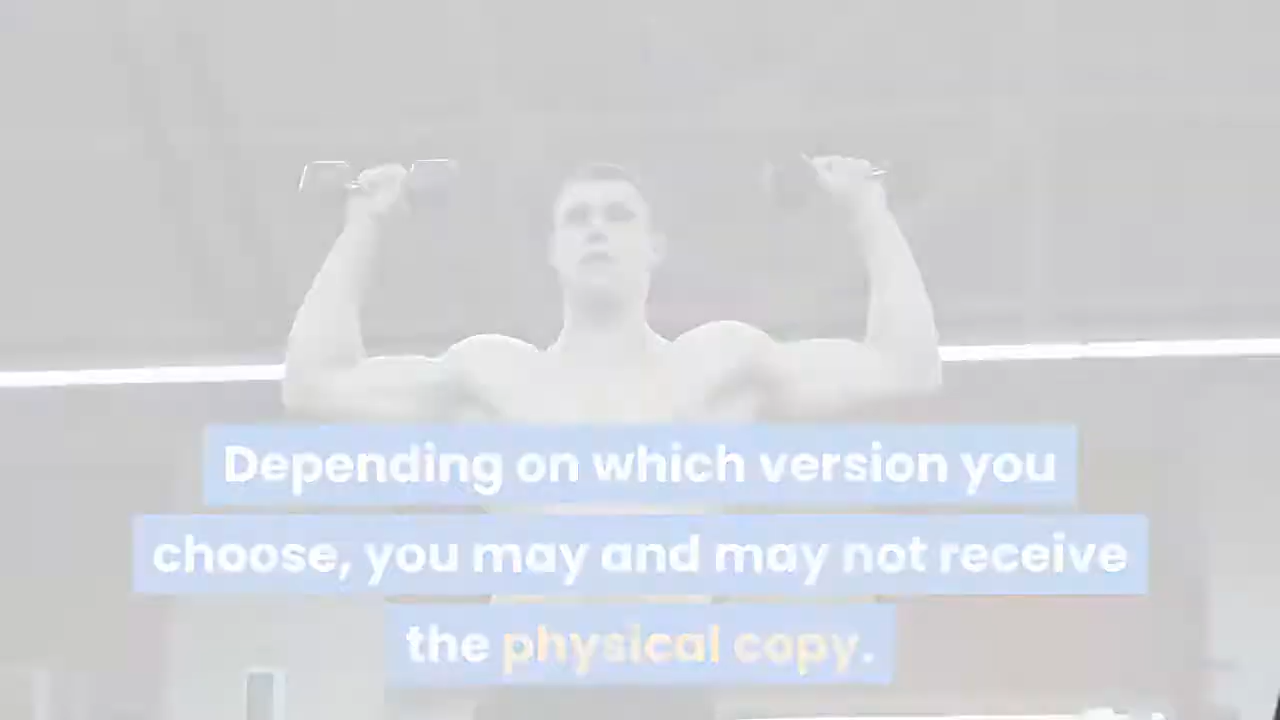 Depending on which version you
choose, you may and may not receive
the physical copy.